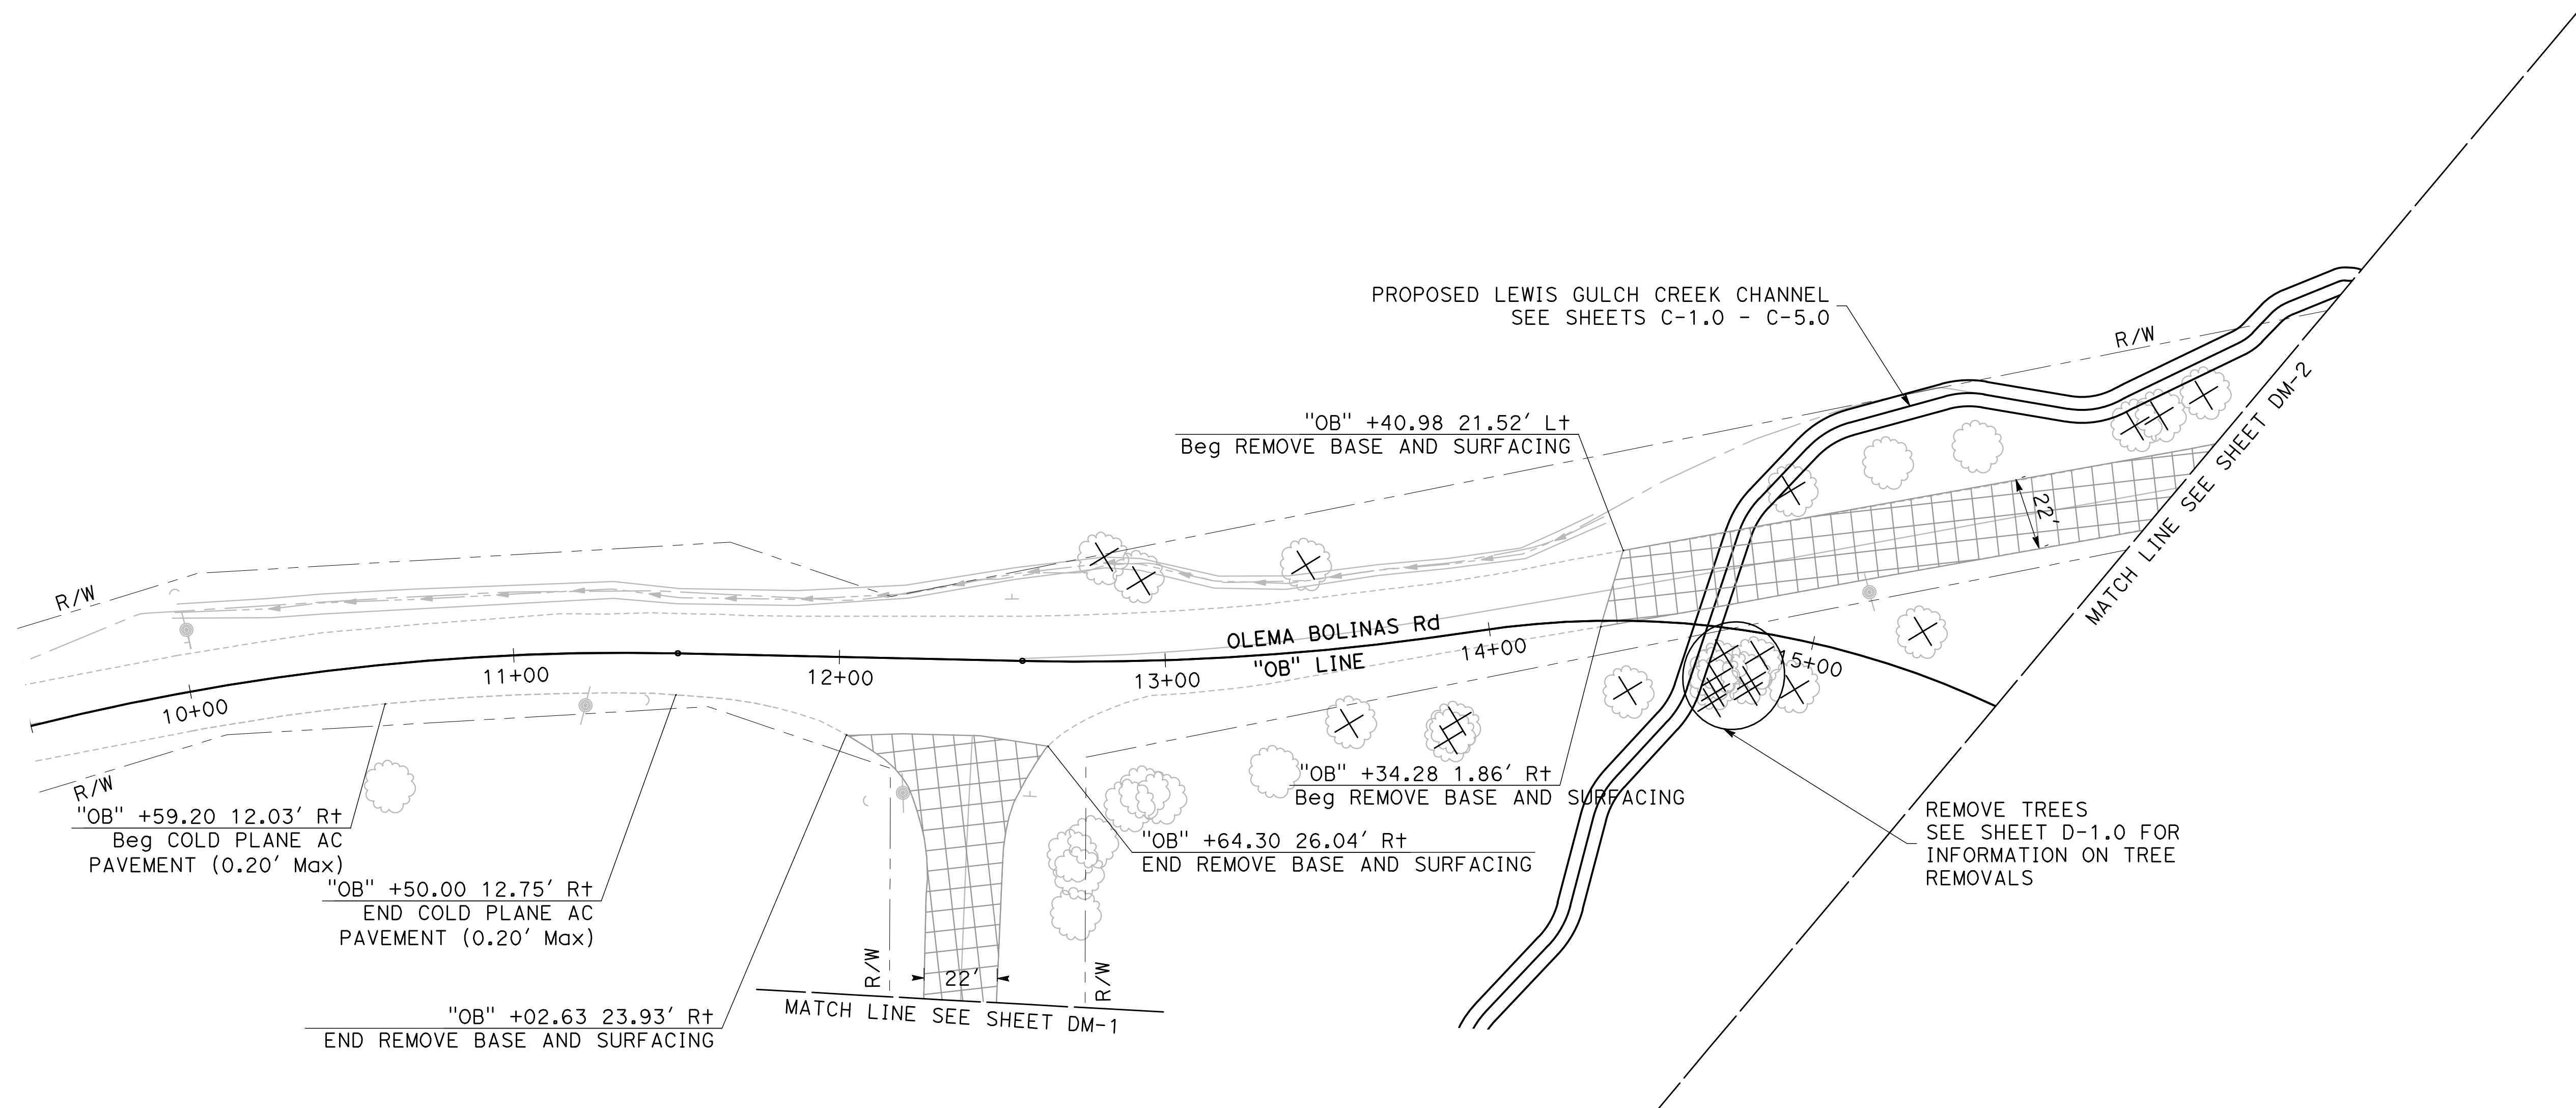 PROPOSED LEWIS GULCH CREEK CHANNEL
SEE SHEETS C-1.0 - C-5.0
R/W
MATCH LINE SEE SHEET DM-2
"OB" +40.98 21.52' Lt
Beg REMOVE BASE AND SURFACING
22'
R/W
OLEMA BOLINAS Rd
"OB" LINE
10+00
11+00
12+00
13+00
14+00
15+00
R/W
"OB" +59.20 12.03' Rt
Beg COLD PLANE AC
PAVEMENT (0.20' Max)
"OB" +50.00 12.75' Rt
END COLD PLANE AC
PAVEMENT (0.20' Max)
"OB" +02.63 23.93' Rt
END REMOVE BASE AND SURFACING
R/W
22'
R/W
MATCH LINE SEE SHEET DM-1
"OB" +34.28 1.86' Rt
Beg REMOVE BASE AND SURFACING
"OB" +64.30 26.04' Rt
END REMOVE BASE AND SURFACING
REMOVE TREES
SEE SHEET D-1.0 FOR
INFORMATION ON TREE
REMOVALS